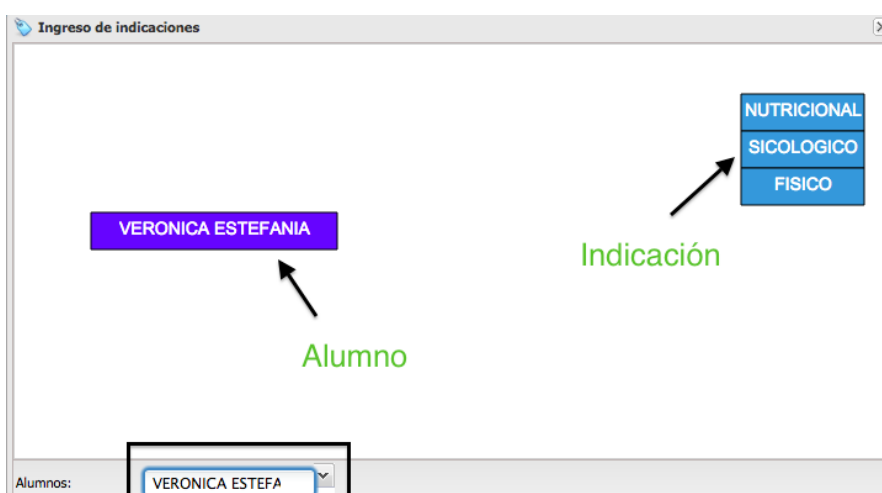 Ingreso de indicaciones
NUTRICIONAL
SICOLOGICO
FISICO
VERONICA ESTEFANIA
Indicación
Alumno
Alumnos:
VERONICA ESTEFA